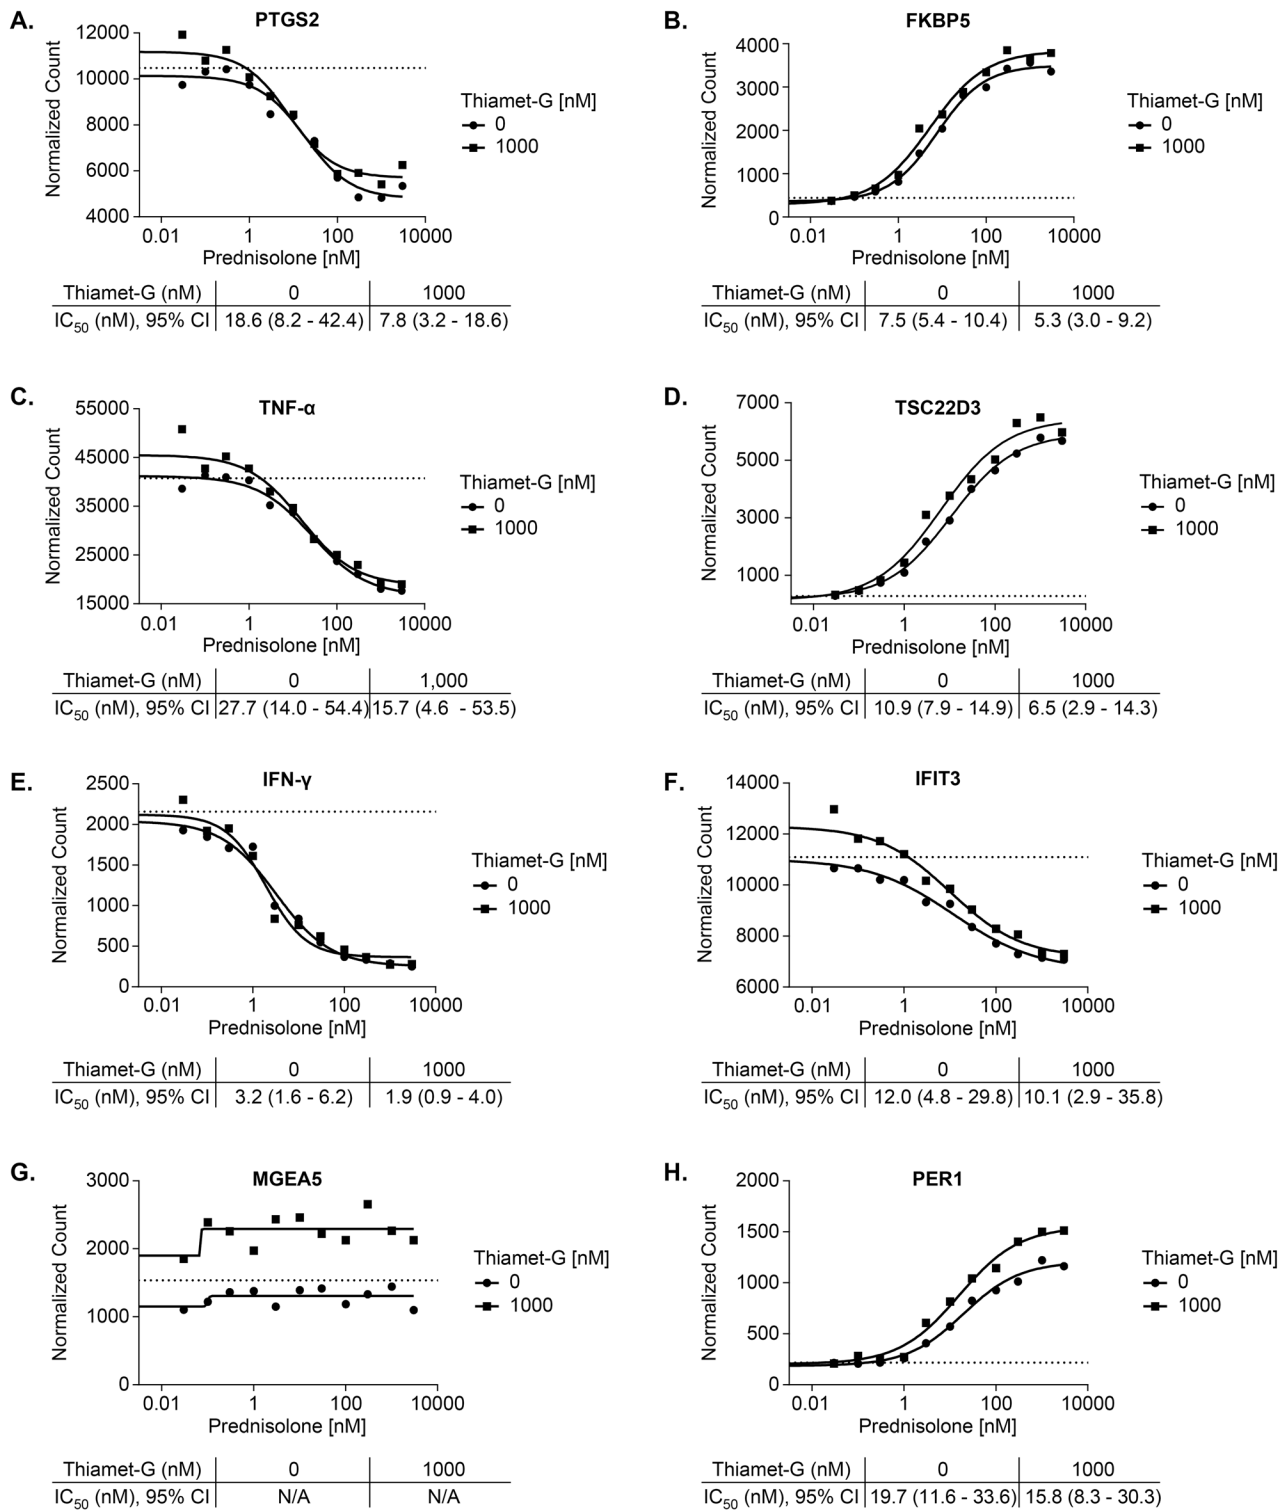 A.
PTGS2
Normalized Count
12000
10000
8000
6000
4000
0.01 1 100 10000
Prednisolone [nM]
Thiamet-G [nM]
0
1000
Thiamet-G (nM) 0 1000
IC50 (nM), 95% CI 18.6 (8.2 - 42.4) 7.8 (3.2 - 18.6)
B.
FKBP5
Normalized Count
4000
3000
2000
1000
0
0.01 1 100 10000
Prednisolone [nM]
Thiamet-G [nM]
0
1000
Thiamet-G (nM) 0 1000
IC50 (nM), 95% CI 7.5 (5.4 - 10.4) 5.3 (3.0 - 9.2)
C.
TNF-α
Normalized Count
55000
45000
35000
25000
15000
0.01 1 100 10000
Prednisolone [nM]
Thiamet-G [nM]
0
1000
Thiamet-G (nM) 0 1,000
IC50 (nM), 95% CI 27.7 (14.0 - 54.4) 15.7 (4.6 - 53.5)
D.
TSC22D3
Normalized Count
7000
5000
3000
1000
0.01 1 100 10000
Prednisolone [nM]
Thiamet-G [nM]
0
1000
Thiamet-G (nM) 0 1000
IC50 (nM), 95% CI 10.9 (7.9 - 14.9) 6.5 (2.9 - 14.3)
E.
IFN-γ
Normalized Count
2500
2000
1500
1000
500
0
0.01 1 100 10000
Prednisolone [nM]
Thiamet-G [nM]
0
1000
Thiamet-G (nM) 0 1000
IC50 (nM), 95% CI 3.2 (1.6 - 6.2) 1.9 (0.9 - 4.0)
F.
IFIT3
Normalized Count
14000
12000
10000
8000
6000
0.01 1 100 10000
Prednisolone [nM]
Thiamet-G [nM]
0
1000
Thiamet-G (nM) 0 1000
IC50 (nM), 95% CI 12.0 (4.8 - 29.8) 10.1 (2.9 - 35.8)
G.
MGEA5
Normalized Count
3000
2000
1000
0
0.01 1 100 10000
Prednisolone [nM]
Thiamet-G [nM]
0
1000
Thiamet-G (nM) 0 1000
IC50 (nM), 95% CI N/A N/A
H.
PER1
Normalized Count
2000
1500
1000
500
0
0.01 1 100 10000
Prednisolone [nM]
Thiamet-G [nM]
0
1000
Thiamet-G (nM) 0 1000
IC50 (nM), 95% CI 19.7 (11.6 - 33.6) 15.8 (8.3 - 30.3)